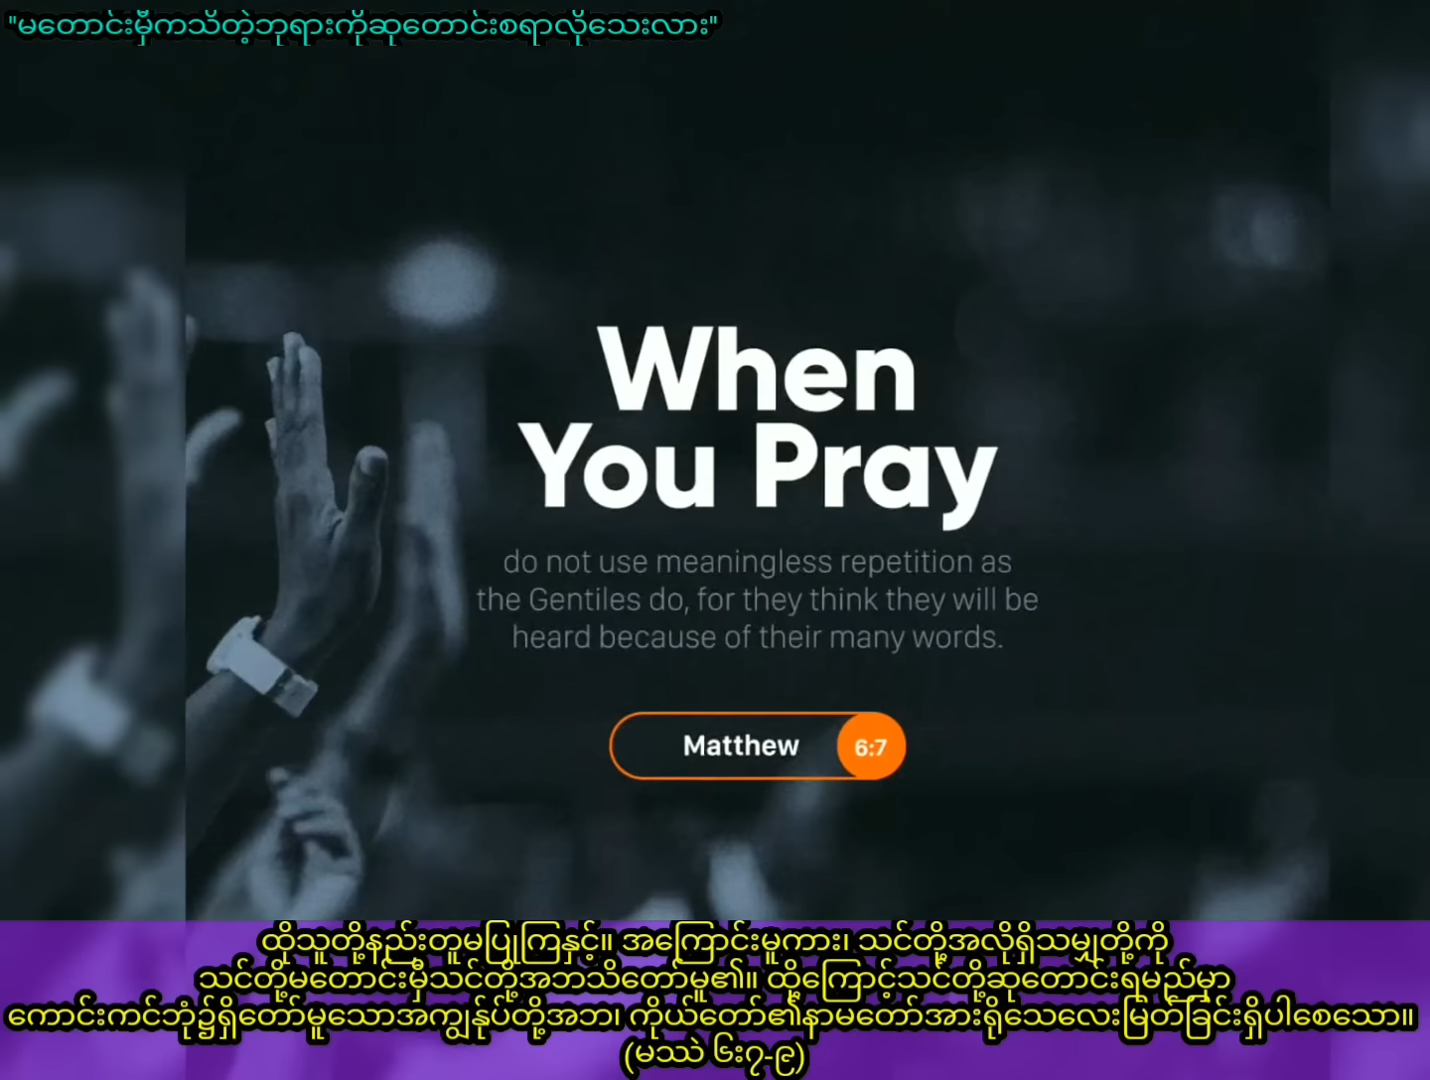 "မတောင်းမှီကသိတဲ့ဘုရားကိုဆုတောင်းစရာလိုသေးလား"
When
You Pray
do not use meaningless repetition as
the Gentiles do, for they think they will be
heard because of their many words.
Matthew 6:7
ထိုသူတို့နည်းတူမပြုကြနှင့်။ အကြောင်းမူကား၊ သင်တို့အလိုရှိသမျှတို့ကို
သင်တို့မတောင်းမှီသင်တို့အဘသိတော်မူ၏။ ထို့ကြောင့်သင်တို့ဆုတောင်းရမည်မှာ
ကောင်းကင်ဘုံ၌ရှိတော်မူသောအကျွန်ုပ်တို့အဘ၊ ကိုယ်တော်၏နာမတော်အားရိုသေလေးမြတ်ခြင်းရှိပါစေသော။
(မဿဲ ၆း၇-၉)